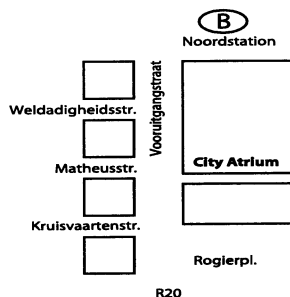 B
Noordstation
Vooruitgangstraat
Weldadigheidsstr.
City Atrium
Matheusstr.
Kruisvaartenstr.
Rogierpl.
R20